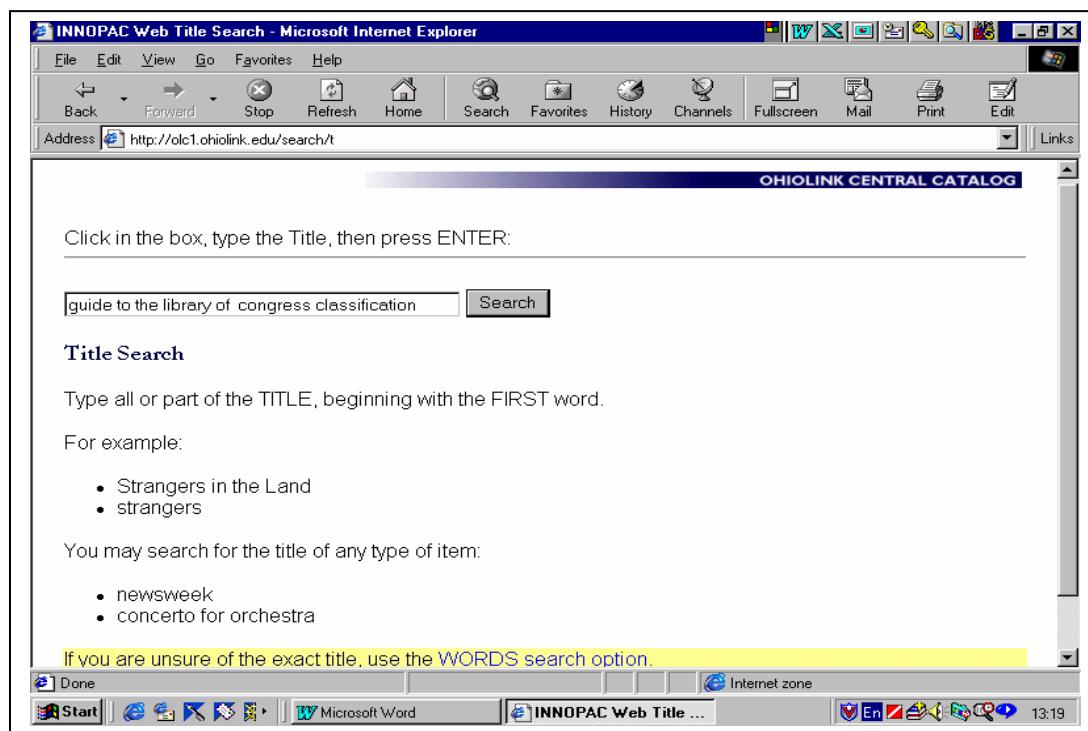 INNOPAC Web Title Search - Microsoft Internet Explorer
File Edit View Go Favorites Help
Back Forward Stop Refresh Home Search Favorites History Channels Fullscreen Mail Print Edit
Address http://olc1.ohiolink.edu/search/t Links
OHIOLINK CENTRAL CATALOG
Click in the box, type the Title, then press ENTER:
guide to the library of congress classification Search
Title Search
Type all or part of the TITLE, beginning with the FIRST word.
For example:
• Strangers in the Land
• strangers
You may search for the title of any type of item:
• newsweek
• concerto for orchestra
If you are unsure of the exact title, use the WORDS search option.
Done Internet zone
Start Microsoft Word INNOPAC Web Title ... En 13:19